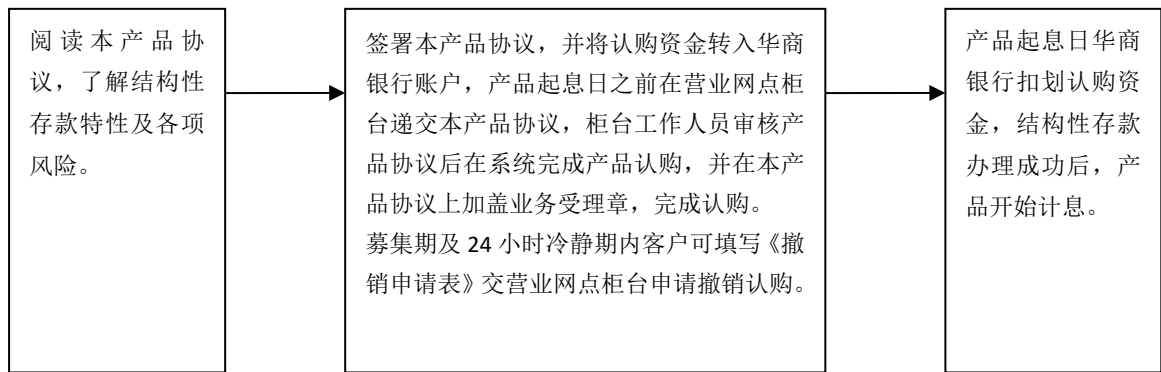 阅读本产品协
议，了解结构性
存款特性及各项
风险。
签署本产品协议，并将认购资金转入华商
银行账户，产品起息日之前在营业网点柜
台递交本产品协议，柜台工作人员审核产
品协议后在系统完成产品认购，并在本产
品协议上加盖业务受理章，完成认购。
募集期及 24 小时冷静期内客户可填写《撤
销申请表》交营业网点柜台申请撤销认购。
产品起息日华商
银行扣划认购资
金，结构性存款
办理成功后，产
品开始计息。